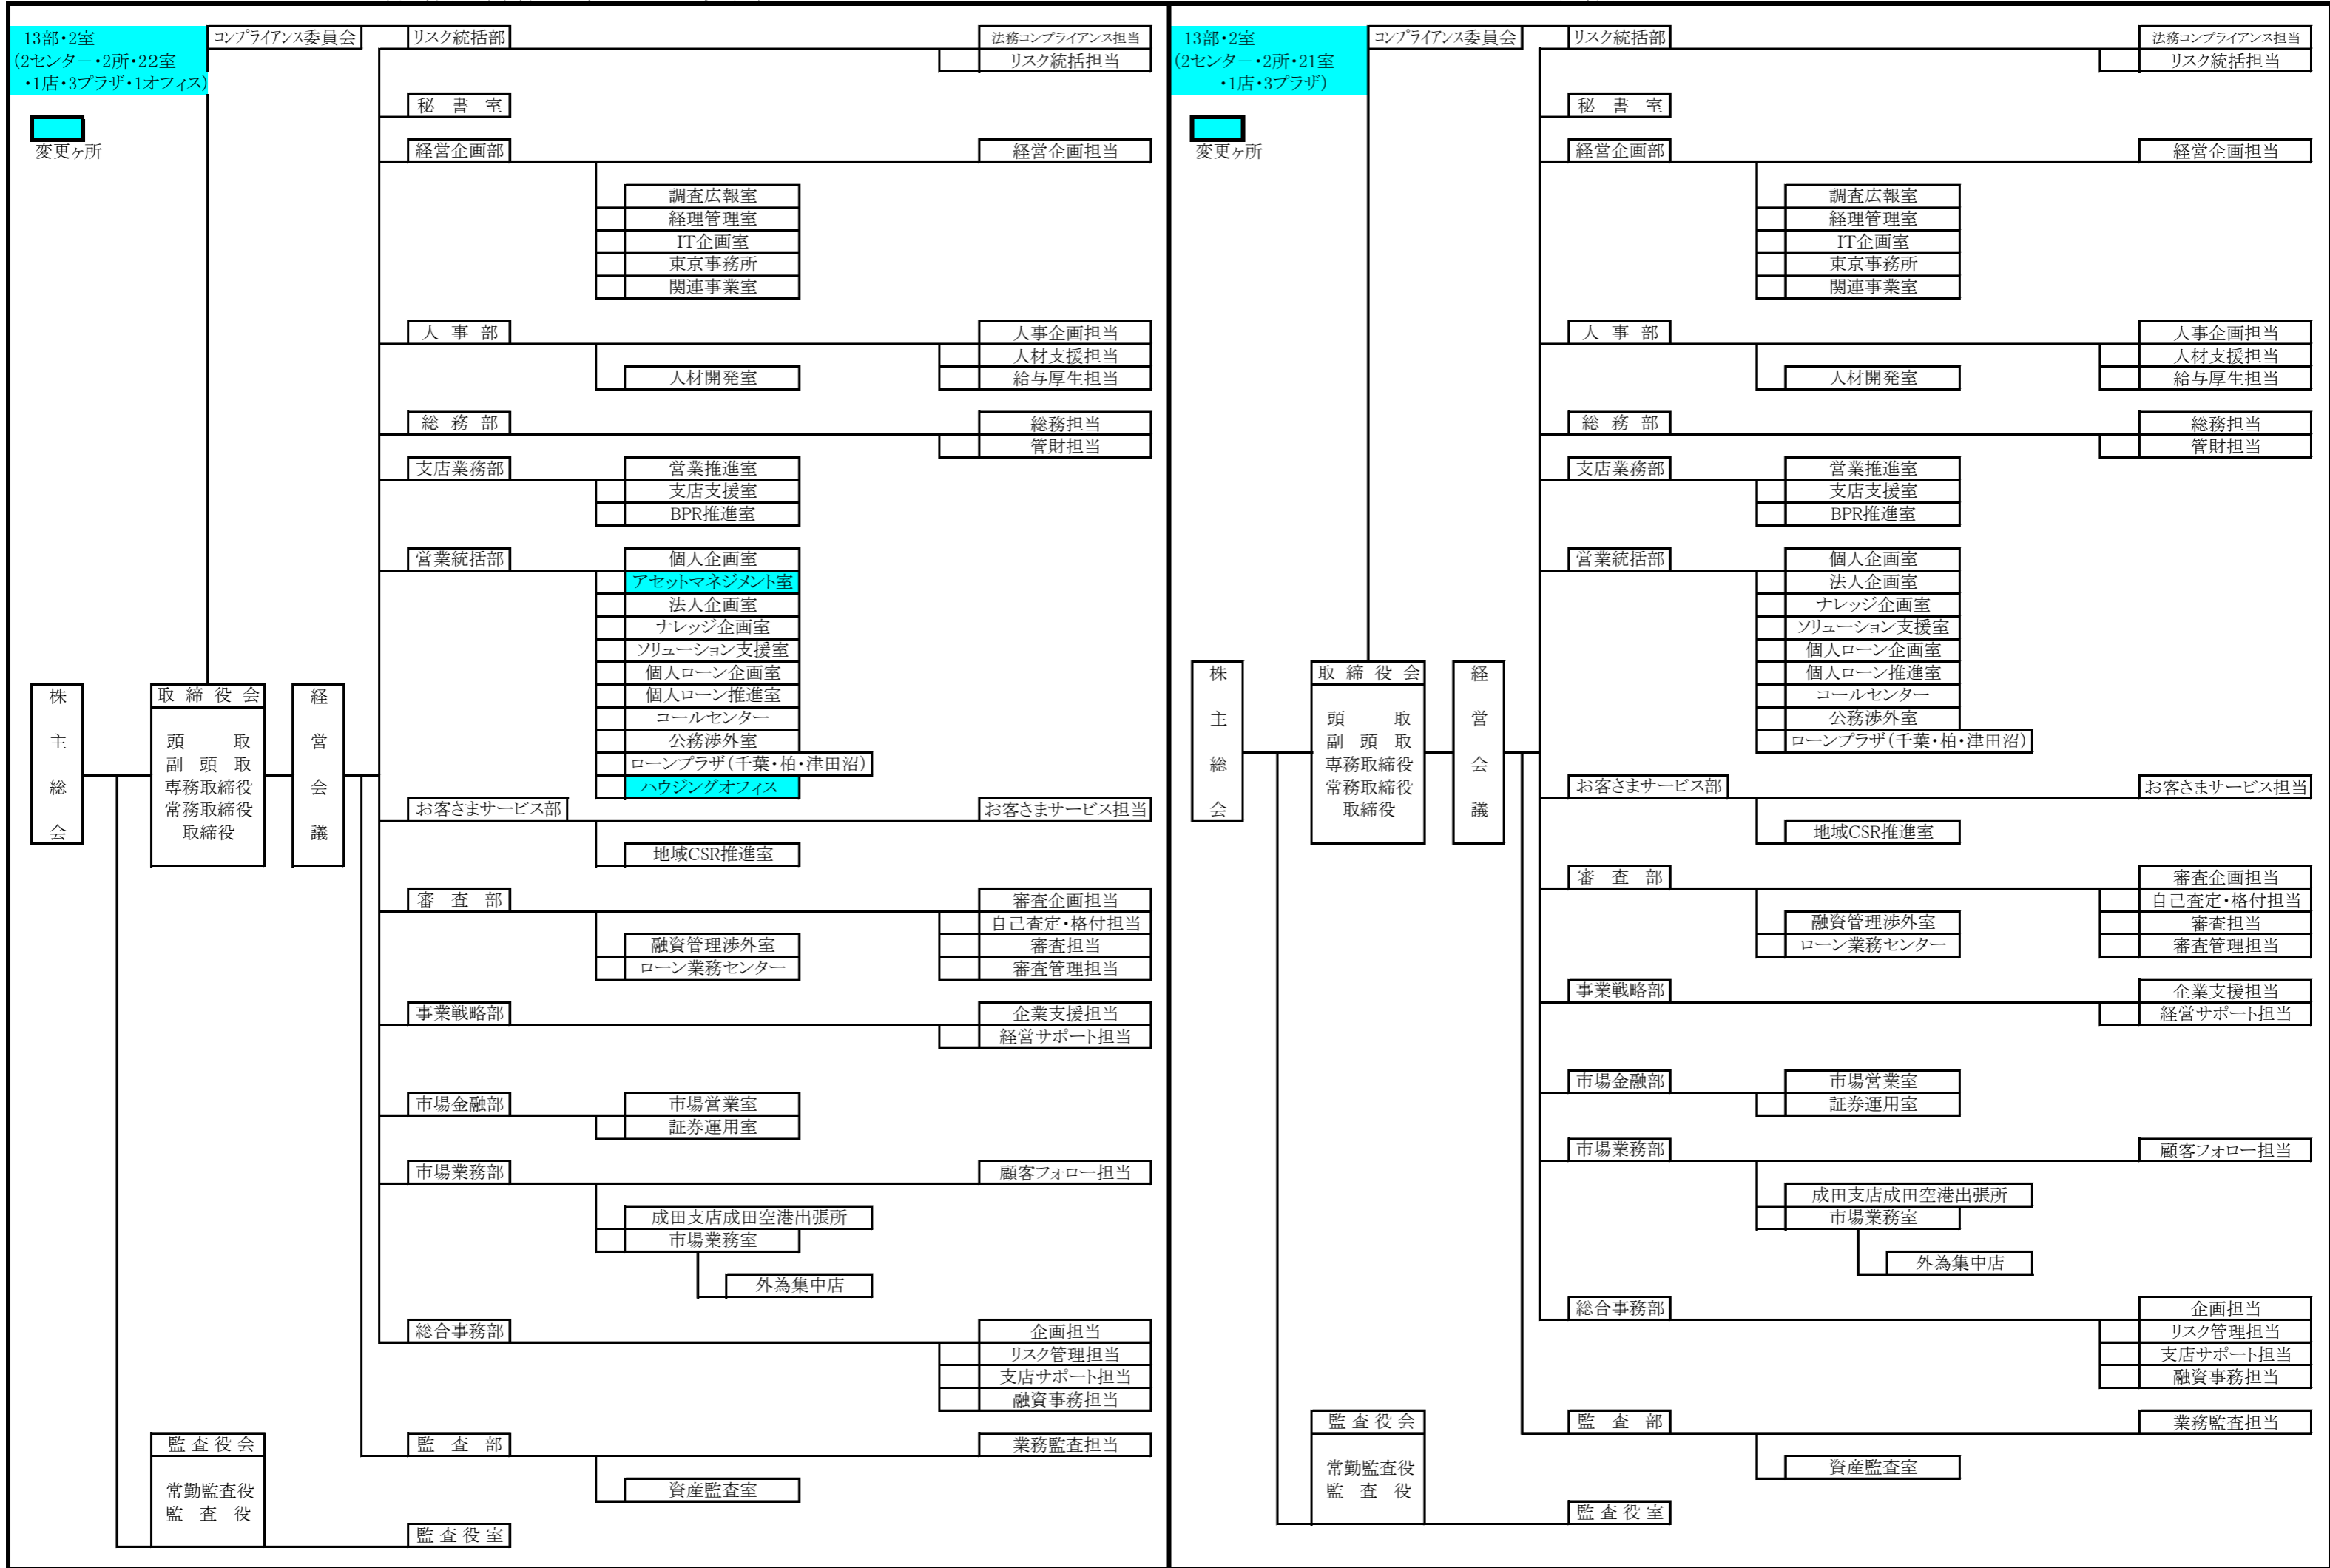 13部・2室
(2センター・2所・22室
・1店・3プラザ・1オフィス)
変更ヶ所
コンプライアンス委員会
リスク統括部
法務コンプライアンス担当
リスク統括担当
秘 書 室
経営企画部
経営企画担当
調査広報室
経理管理室
IT企画室
東京事務所
関連事業室
人 事 部
人事企画担当
人材支援担当
人材開発室
給与厚生担当
総 務 部
総務担当
管財担当
支店業務部
営業推進室
支店支援室
BPR推進室
営業統括部
個人企画室
アセットマネジメント室
法人企画室
ナレッジ企画室
ソリューション支援室
個人ローン企画室
個人ローン推進室
コールセンター
公務渉外室
ローンプラザ(千葉・柏・津田沼)
ハウジングオフィス
株主総会
取 締 役 会
頭 取
副 頭 取
専務取締役
常務取締役
取締役
経営会議
お客さまサービス部
お客さまサービス担当
地域CSR推進室
審 査 部
審査企画担当
自己査定・格付担当
融資管理渉外室
審査担当
ローン業務センター
審査管理担当
事業戦略部
企業支援担当
経営サポート担当
市場金融部
市場営業室
証券運用室
市場業務部
顧客フォロー担当
成田支店成田空港出張所
市場業務室
外為集中店
総合事務部
企画担当
リスク管理担当
支店サポート担当
融資事務担当
監査役会
常勤監査役
監 査 役
監 査 部
業務監査担当
資産監査室
監査役室
13部・2室
(2センター・2所・21室
・1店・3プラザ)
変更ヶ所
コンプライアンス委員会
リスク統括部
法務コンプライアンス担当
リスク統括担当
秘 書 室
経営企画部
経営企画担当
調査広報室
経理管理室
IT企画室
東京事務所
関連事業室
人 事 部
人事企画担当
人材支援担当
人材開発室
給与厚生担当
総 務 部
総務担当
管財担当
支店業務部
営業推進室
支店支援室
BPR推進室
営業統括部
個人企画室
法人企画室
ナレッジ企画室
ソリューション支援室
個人ローン企画室
個人ローン推進室
コールセンター
公務渉外室
ローンプラザ(千葉・柏・津田沼)
株主総会
取 締 役 会
頭 取
副 頭 取
専務取締役
常務取締役
取締役
経営会議
お客さまサービス部
お客さまサービス担当
地域CSR推進室
審 査 部
審査企画担当
自己査定・格付担当
融資管理渉外室
審査担当
ローン業務センター
審査管理担当
事業戦略部
企業支援担当
経営サポート担当
市場金融部
市場営業室
証券運用室
市場業務部
顧客フォロー担当
成田支店成田空港出張所
市場業務室
外為集中店
総合事務部
企画担当
リスク管理担当
支店サポート担当
融資事務担当
監査役会
常勤監査役
監 査 役
監 査 部
業務監査担当
資産監査室
監査役室